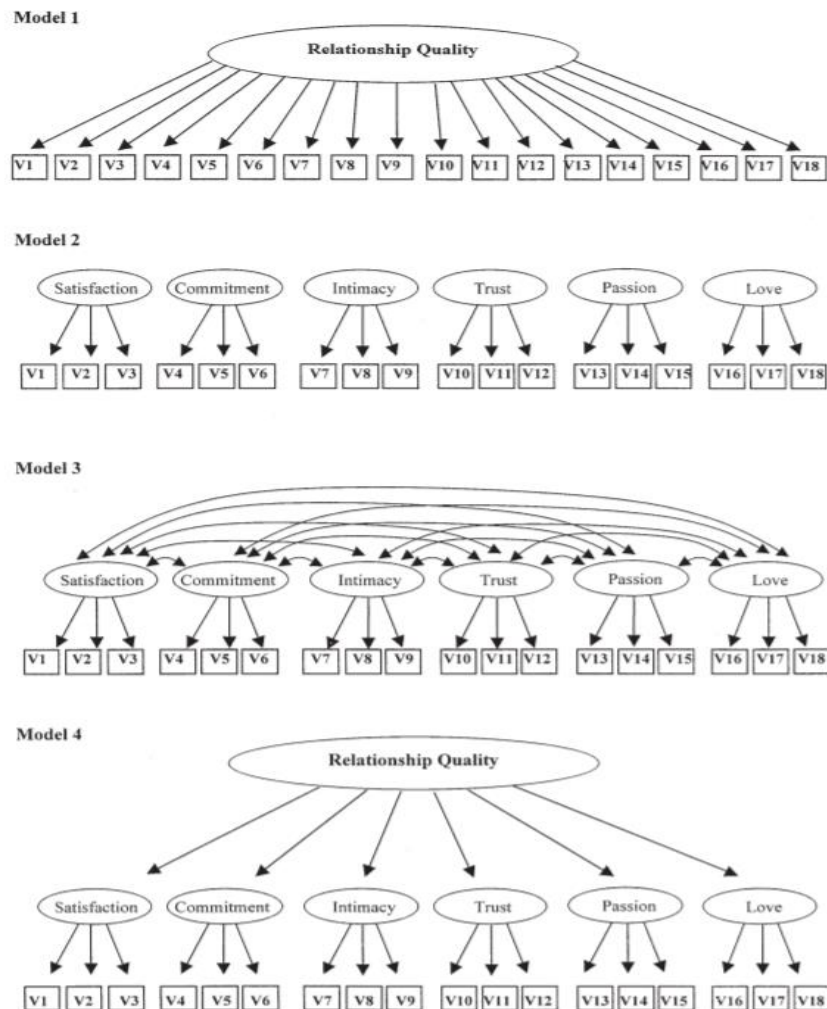 Model 1
Relationship Quality
V1 V2 V3 V4 V5 V6 V7 V8 V9 V10 V11 V12 V13 V14 V15 V16 V17 V18
Model 2
Satisfaction Commitment Intimacy Trust Passion Love
V1 V2 V3 V4 V5 V6 V7 V8 V9 V10 V11 V12 V13 V14 V15 V16 V17 V18
Model 3
Satisfaction Commitment Intimacy Trust Passion Love
V1 V2 V3 V4 V5 V6 V7 V8 V9 V10 V11 V12 V13 V14 V15 V16 V17 V18
Model 4
Relationship Quality
Satisfaction Commitment Intimacy Trust Passion Love
V1 V2 V3 V4 V5 V6 V7 V8 V9 V10 V11 V12 V13 V14 V15 V16 V17 V18